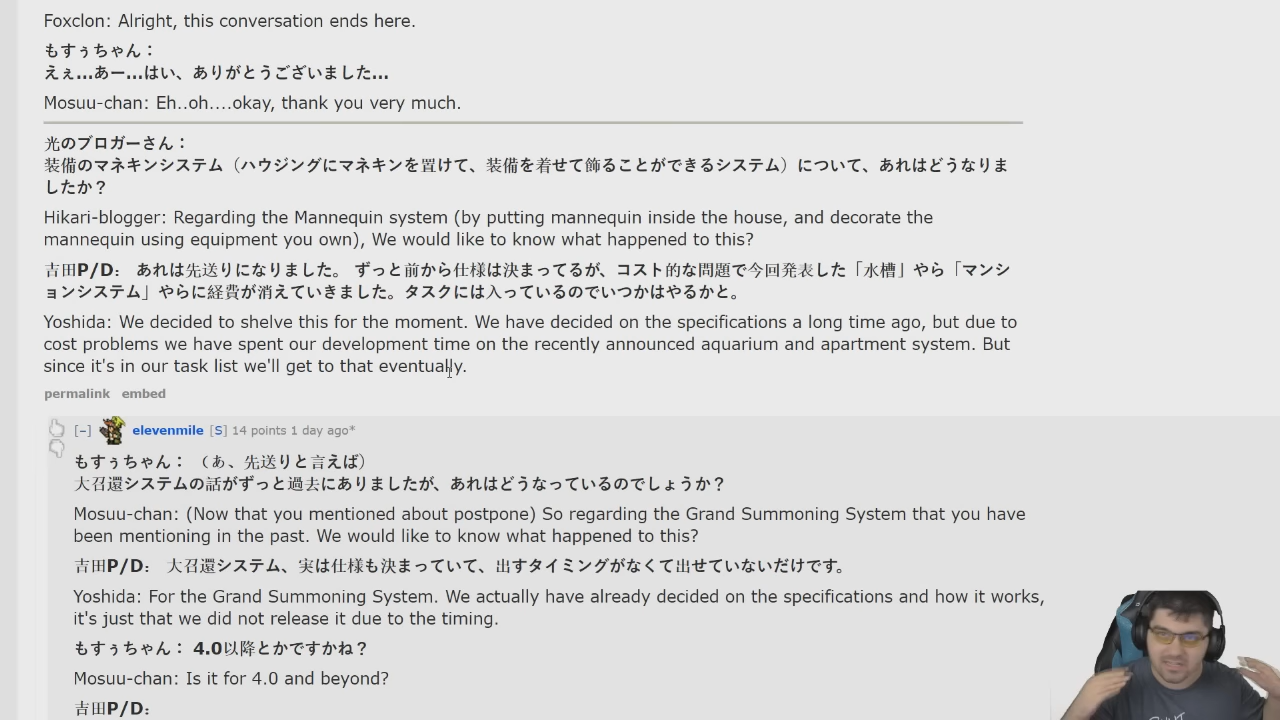 Foxclon: Alright, this conversation ends here.
もすぅちゃん：
えぇ...あー...はい、ありがとうございました...
Mosuu-chan: Eh..oh....okay, thank you very much.
光のブロガーさん：
装備のマネキンシステム（ハウジングにマネキンを置けて、装備を着せて飾ることができるシステム）について、あれはどうなりま
したか？
Hikari-blogger: Regarding the Mannequin system (by putting mannequin inside the house, and decorate the
mannequin using equipment you own), We would like to know what happened to this?
吉田P/D： あれは先送りになりました。 ずっと前から仕様は決まってるが、コスト的な問題で今回発表した「水槽」やら「マンシ
ョンシステム」やらに経費が消えていきました。タスクには入っているのでいつかはやるかと。
Yoshida: We decided to shelve this for the moment. We have decided on the specifications a long time ago, but due to
cost problems we have spent our development time on the recently announced aquarium and apartment system. But
since it's in our task list we'll get to that eventually.
permalink embed
[–] elevenmile [S] 14 points 1 day ago*
もすぅちゃん： （ぁ、先送りと言えば）
大召還システムの話がずっと過去にありましたが、あれはどうなっているのでしょうか？
Mosuu-chan: (Now that you mentioned about postpone) So regarding the Grand Summoning System that you have
been mentioning in the past. We would like to know what happened to this?
吉田P/D： 大召還システム、実は仕様も決まっていて、出すタイミングがなくて出せていないだけです。
Yoshida: For the Grand Summoning System. We actually have already decided on the specifications and how it works,
it's just that we did not release it due to the timing.
もすぅちゃん： 4.0以降とかですかね？
Mosuu-chan: Is it for 4.0 and beyond?
吉田P/D：